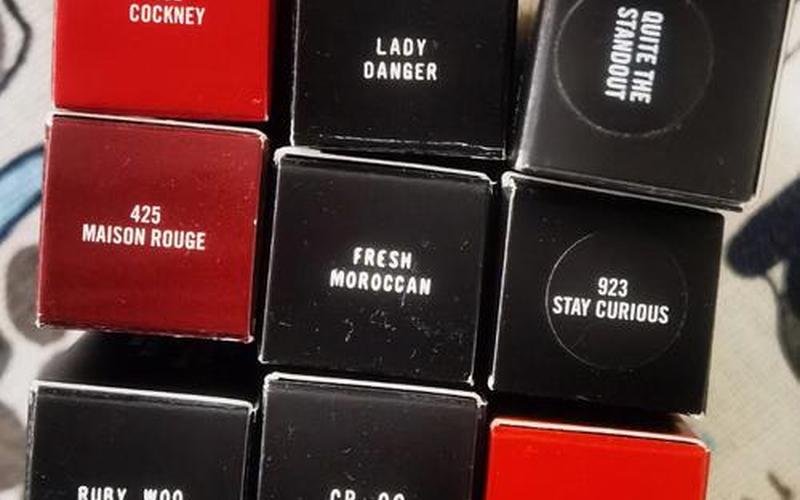 COCKNEY
LADY
DANGER
QUITE THE
STANDOUT
425
MAISON ROUGE
FRESH
MOROCCAN
923
STAY CURIOUS
RUBY WOO